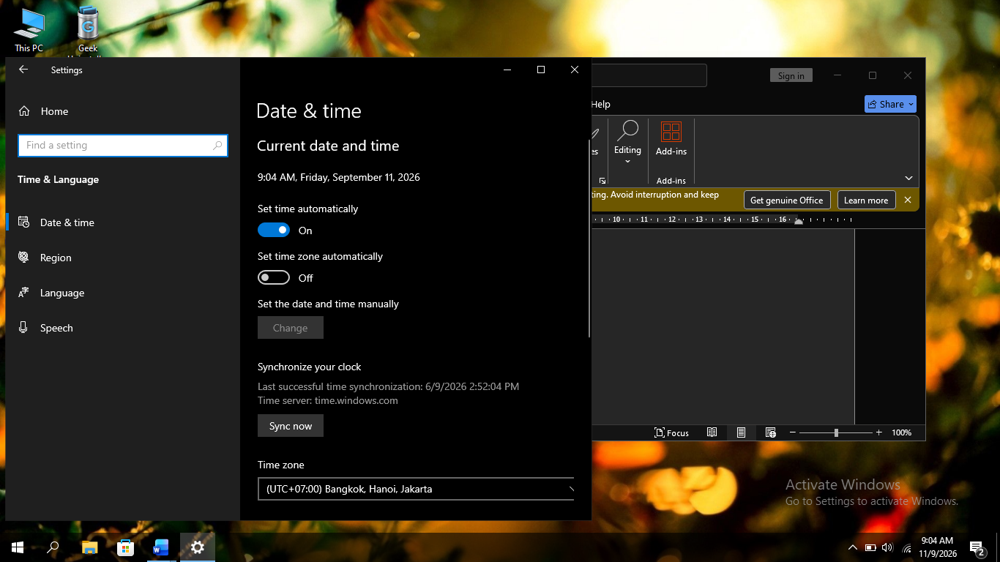 This PC
Geek
Settings
Home
Find a setting
Time & Language
Date & time
Region
Language
Speech
Date & time
Current date and time
9:04 AM, Friday, September 11, 2026
Set time automatically
On
Set time zone automatically
Off
Set the date and time manually
Change
Synchronize your clock
Last successful time synchronization: 6/9/2026 2:52:04 PM
Time server: time.windows.com
Sync now
Time zone
(UTC+07:00) Bangkok, Hanoi, Jakarta
Sign in
Help
Share
es
Editing
Add-ins
Add-ins
ting. Avoid interruption and keep
Get genuine Office
Learn more
10 11 12 13 14 15 16
Focus
100%
Activate Windows
Go to Settings to activate Windows.
9:04 AM
11/9/2026
2